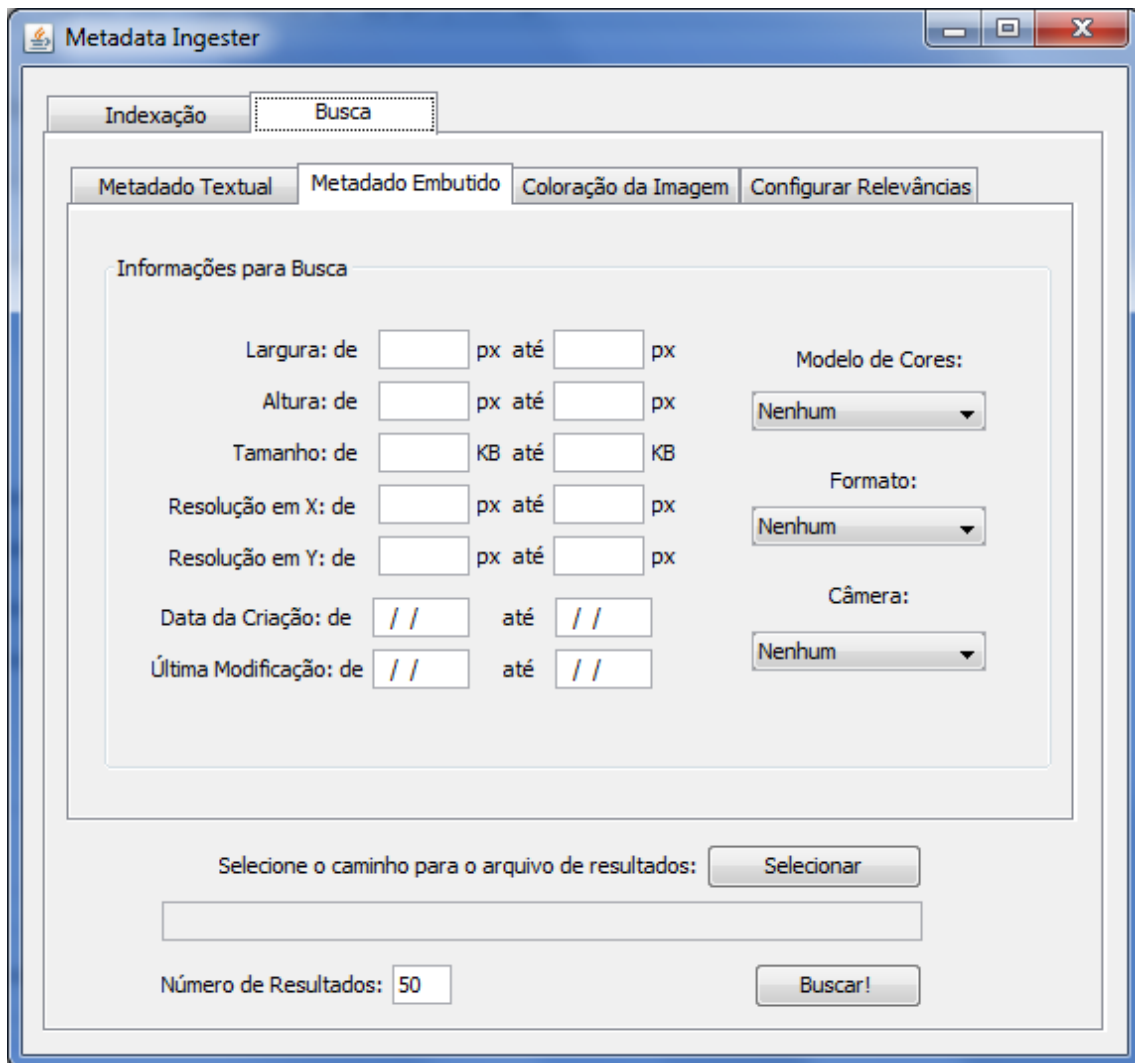 Metadata Ingester
Indexação Busca
Metadado Textual Metadado Embutido Coloração da Imagem Configurar Relevâncias
Informações para Busca
Largura: de px até px
Altura: de px até px
Tamanho: de KB até KB
Resolução em X: de px até px
Resolução em Y: de px até px
Data da Criação: de / / até / /
Última Modificação: de / / até / /
Modelo de Cores:
Nenhum
Formato:
Nenhum
Câmera:
Nenhum
Selecione o caminho para o arquivo de resultados: Selecionar
Número de Resultados: 50 Buscar!